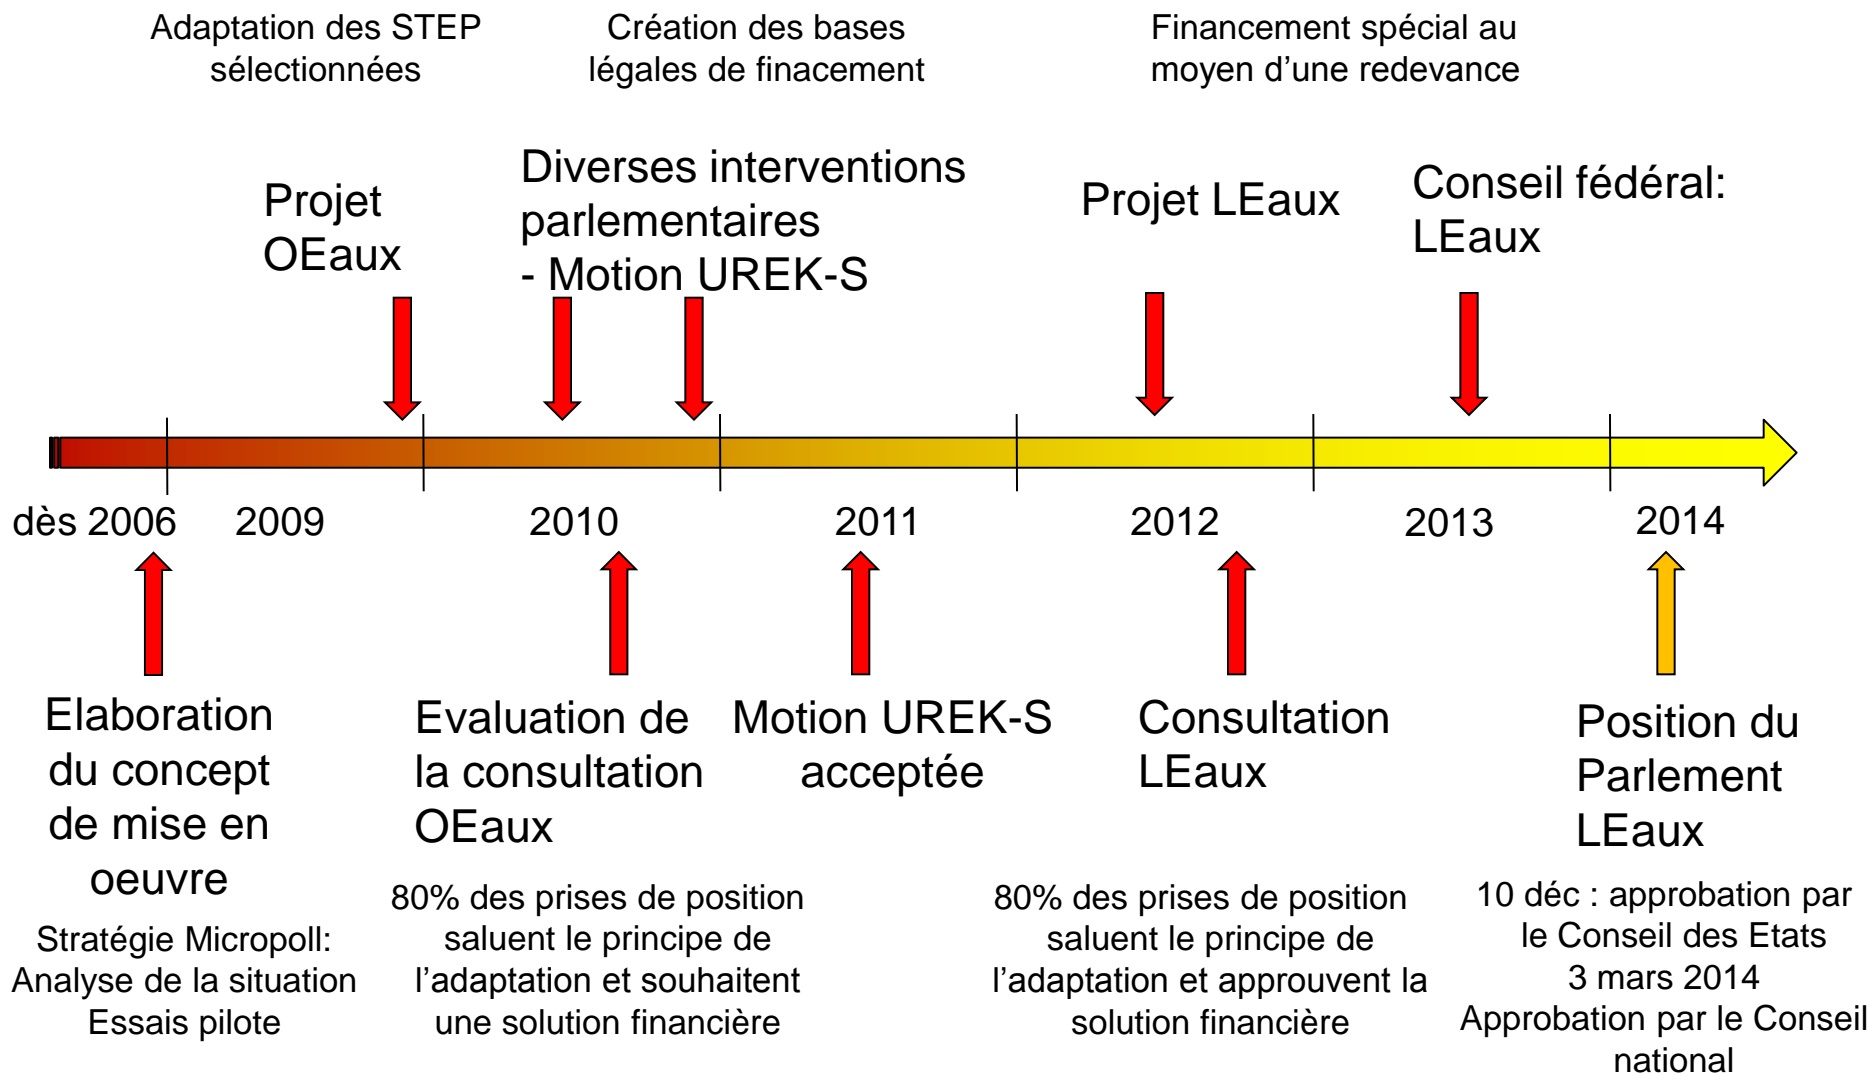 Adaptation des STEP
sélectionnées
Création des bases
légales de finacement
Financement spécial au
moyen d'une redevance
Projet
OEaux
Diverses interventions
parlementaires
- Motion UREK-S
Projet LEaux
Conseil fédéral:
LEaux
dès 2006
2009
2010
2011
2012
2013
2014
Elaboration
du concept
de mise en
oeuvre
Stratégie Micropoll:
Analyse de la situation
Essais pilote
Evaluation de
la consultation
OEaux
80% des prises de position
saluent le principe de
l'adaptation et souhaitent
une solution financière
Motion UREK-S
acceptée
Consultation
LEaux
80% des prises de position
saluent le principe de
l'adaptation et approuvent la
solution financière
Position du
Parlement
LEaux
10 déc : approbation par
le Conseil des Etats
3 mars 2014
Approbation par le Conseil
national